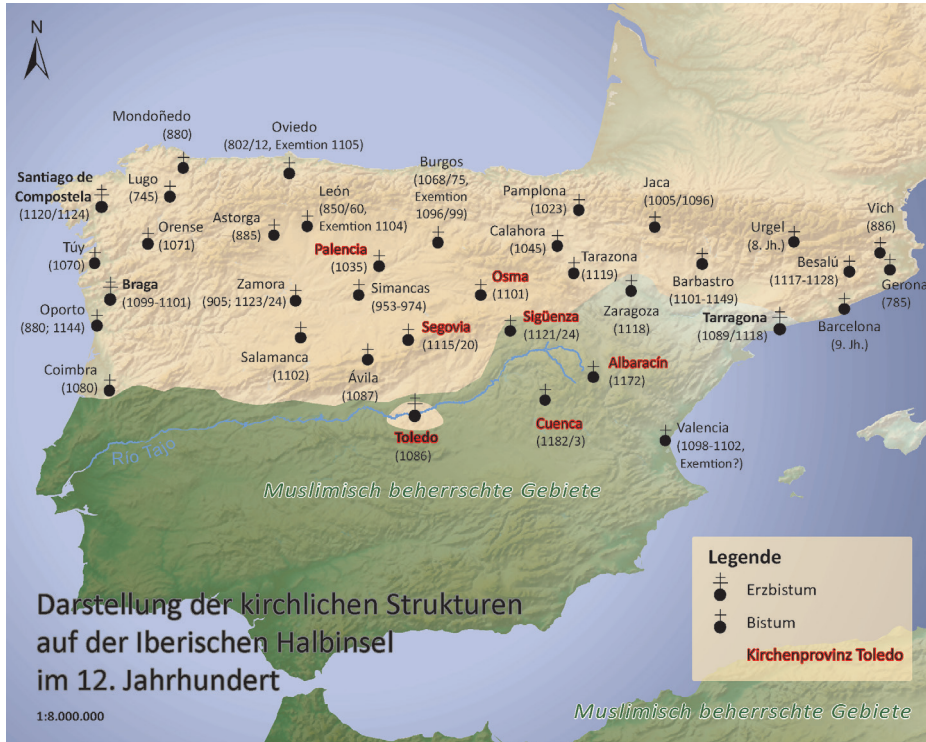 N
Mondoñedo
(880)
Oviedo
(802/12, Exemtion 1105)
Santiago de
Compostela
(1120/1124)
Lugo
(745)
León
(850/60,
Exemtion 1104)
Burgos
(1068/75,
Exemtion
1096/99)
Pamplona
(1023)
Jaca
(1005/1096)
Vich
(886)
Orense
(1071)
Astorga
(885)
Calahora
(1045)
Urgel
(8. Jh.)
Túy
(1070)
Palencia
(1035)
Tarazona
(1119)
Besalú
(1117-1128)
Gerona
(785)
Braga
(1099-1101)
Zamora
(905; 1123/24)
Simancas
(953-974)
Osma
(1101)
Barbastro
(1101-1149)
Oporto
(880; 1144)
Segovia
(1115/20)
Sigüenza
(1121/24)
Zaragoza
(1118)
Tarragona
(1089/1118)
Barcelona
(9. Jh.)
Salamanca
(1102)
Ávila
(1087)
Albaracín
(1172)
Coimbra
(1080)
Cuenca
(1182/3)
Toledo
(1086)
Valencia
(1098-1102,
Exemtion?)
Río Tajo
Muslimisch beherrschte Gebiete
Legende
Erzbistum
Bistum
Kirchenprovinz Toledo
Darstellung der kirchlichen Strukturen
auf der Iberischen Halbinsel
im 12. Jahrhundert
1:8.000.000
Muslimisch beherrschte Gebiete